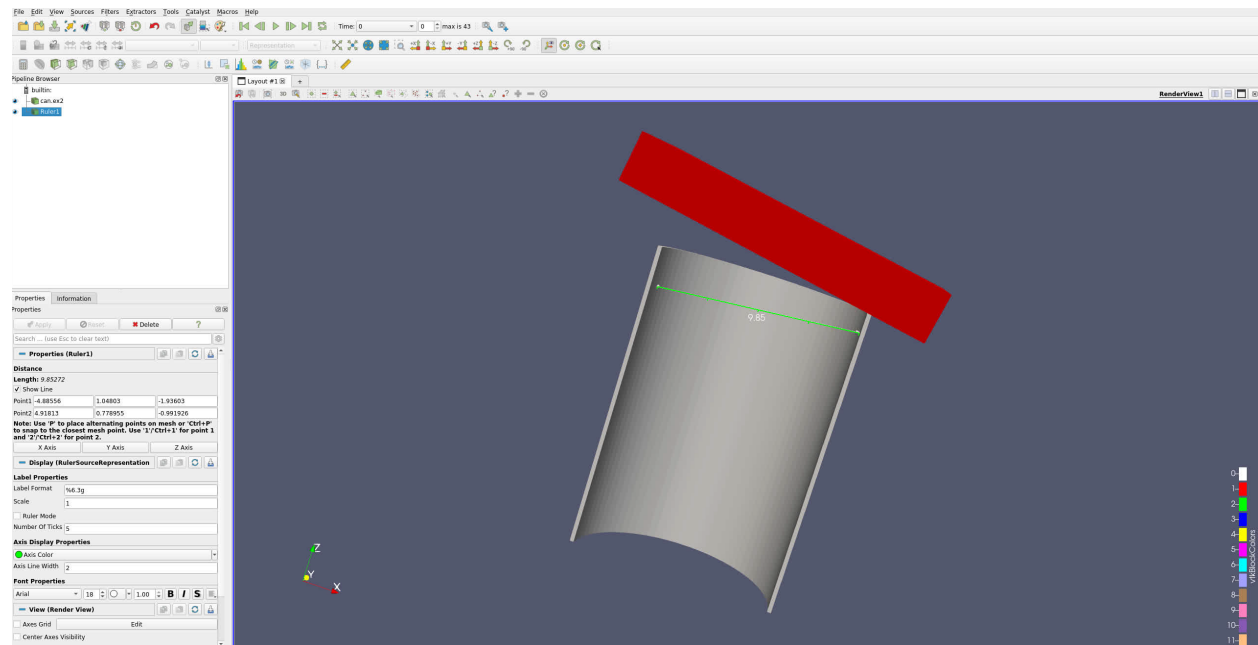 File Edit View Sources Filters Extractors Tools Catalyst Macros Help
Time: 0 0 max is 43
Representation
Pipeline Browser
builtin:
can.ex2
Ruler1
Layout #1 +
3D
RenderView1
Properties Information
Properties
Apply Reset Delete ?
Search ... (use Esc to clear text)
Properties (Ruler1)
Distance
Length: 9.85272
Show Line
Point1 -4.88556 1.04803 -1.93603
Point2 4.91813 0.778955 -0.991926
Note: Use 'P' to place alternating points on mesh or 'Ctrl+P'
to snap to the closest mesh point. Use '1'/'Ctrl+1' for point 1
and '2'/'Ctrl+2' for point 2.
X Axis Y Axis Z Axis
Display (RulerSourceRepresentation
Label Properties
Label Format %6.3g
Scale 1
Ruler Mode
Number Of Ticks 5
Axis Display Properties
Axis Color
Axis Line Width 2
Font Properties
Arial 18 1.00 B I S
View (Render View)
Axes Grid Edit
Center Axes Visibility
9.85
Z
Y
X
0
1
2
3
4
5
6
7
8
9
10
11
vtkBlockColors